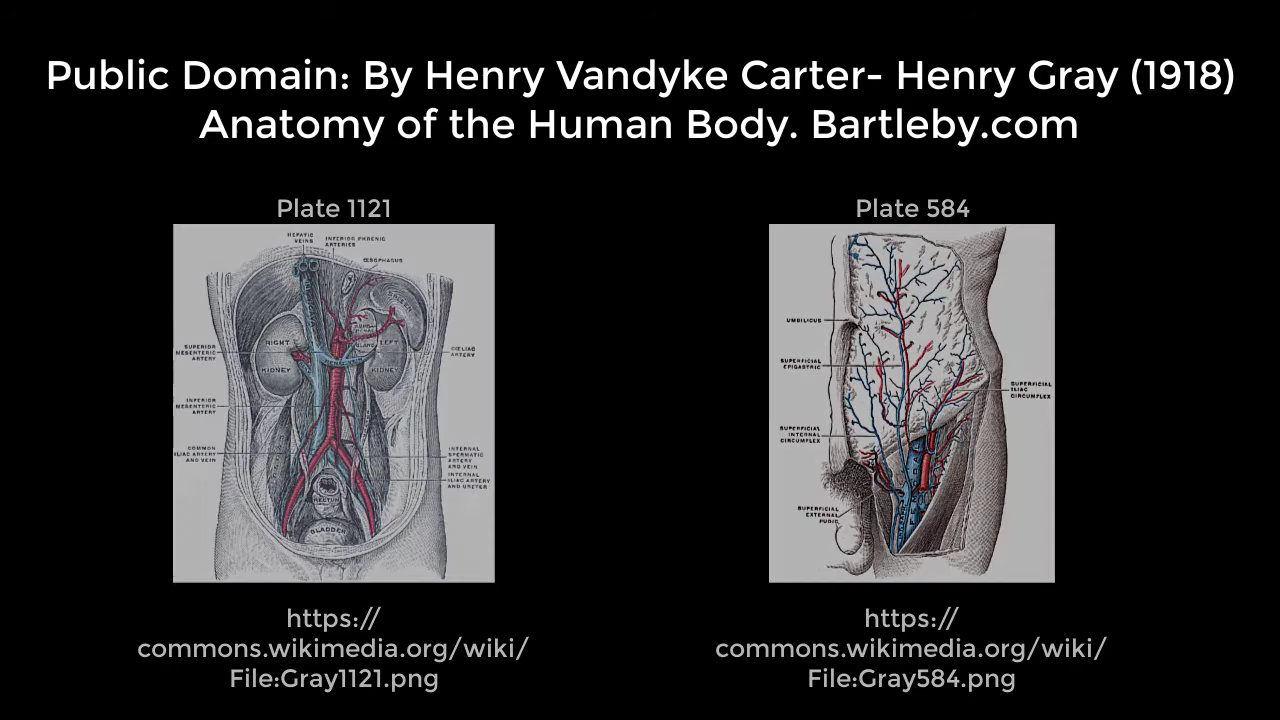 Public Domain: By Henry Vandyke Carter- Henry Gray (1918)
Anatomy of the Human Body. Bartleby.com
Plate 1121
HEPATIC
VEINS
INFERIOR PHRENIC
ARTERIES
ŒSOPHAGUS
SPLEEN
RIGHT
KIDNEY
LEFT
KIDNEY
GLAND
SUPERIOR
MESENTERIC
ARTERY
CŒLIAC
ARTERY
INFERIOR
MESENTERIC
ARTERY
COMMON
ILIAC ARTERY
AND VEIN
INTERNAL
SPERMATIC
ARTERY
AND VEIN
INTERNAL
ILIAC ARTERY
AND URETER
RECTUM
BLADDER
https://
commons.wikimedia.org/wiki/
File:Gray1121.png
Plate 584
UMBILICUS
SUPERFICIAL
EPIGASTRIC
SUPERFICIAL
ILIAC
CIRCUMFLEX
SUPERFICIAL
INTERNAL
CIRCUMFLEX
SUPERFICIAL
EXTERNAL
PUDIC
https://
commons.wikimedia.org/wiki/
File:Gray584.png